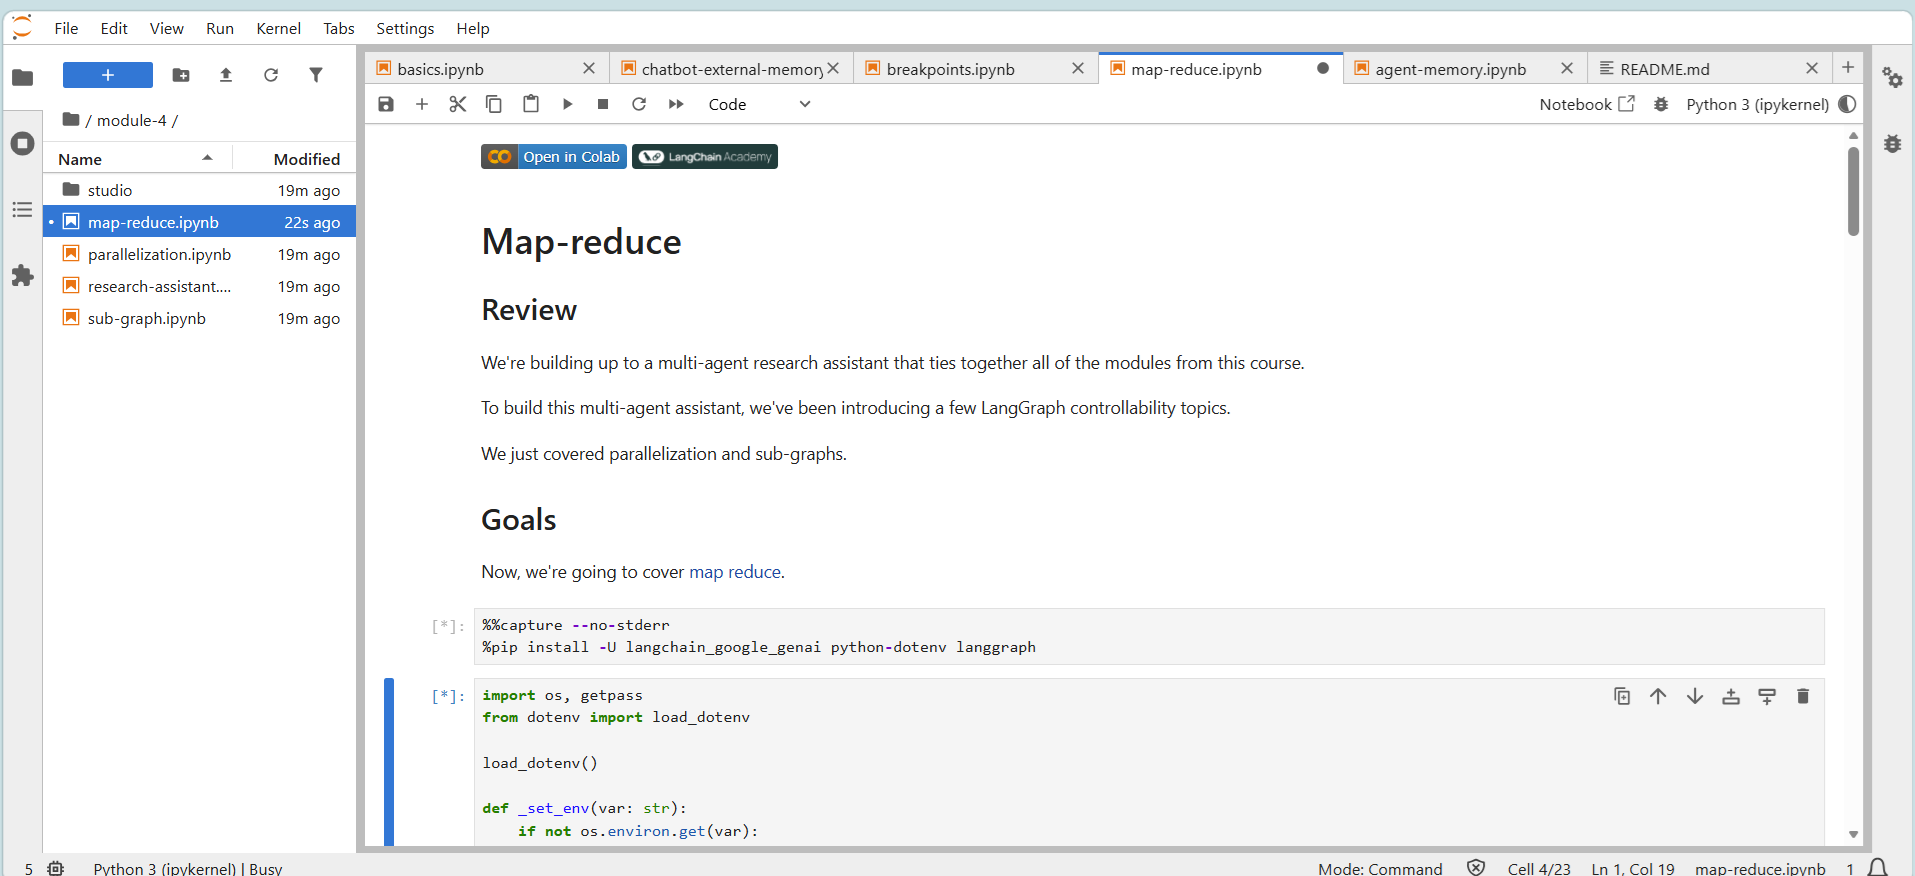 File Edit View Run Kernel Tabs Settings Help
basics.ipynb chatbot-external-memory breakpoints.ipynb map-reduce.ipynb agent-memory.ipynb README.md
Code Notebook Python 3 (ipykernel)
/ module-4 /
Name Modified
studio 19m ago
map-reduce.ipynb 22s ago
parallelization.ipynb 19m ago
research-assistant.... 19m ago
sub-graph.ipynb 19m ago
Open in Colab LangChain Academy
Map-reduce
Review
We're building up to a multi-agent research assistant that ties together all of the modules from this course.
To build this multi-agent assistant, we've been introducing a few LangGraph controllability topics.
We just covered parallelization and sub-graphs.
Goals
Now, we're going to cover map reduce.
[*]: %%capture --no-stderr
%pip install -U langchain_google_genai python-dotenv langgraph
[*]: import os, getpass
from dotenv import load_dotenv
load_dotenv()
def _set_env(var: str):
if not os.environ.get(var):
5 Python 3 (ipykernel) | Busy Mode: Command Cell 4/23 Ln 1, Col 19 map-reduce.ipynb 1